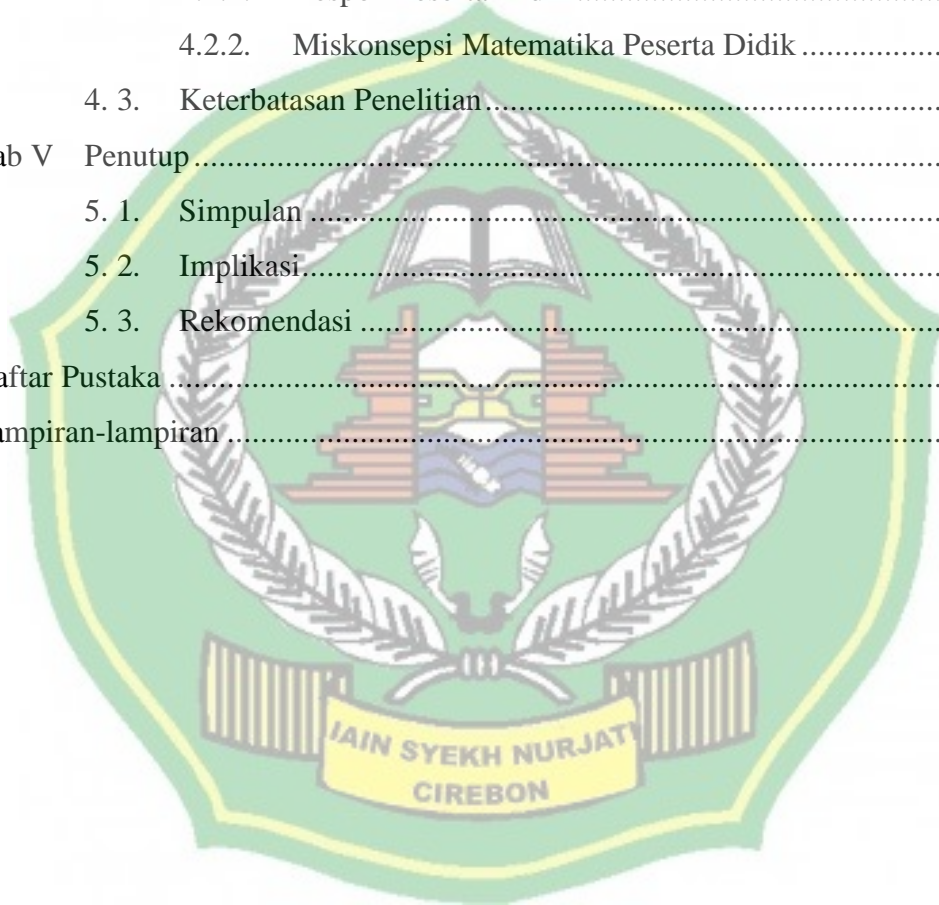 4.2.2. Miskonsepsi Matematika Peserta Didik ....................
4. 3. Keterbatasan Penelitian ....................
V Penutup ....................
5. 1. Simpulan ....................
5. 2. Implikasi ....................
5. 3. Rekomendasi ....................
Pustaka ....................
IAIN SYEKH NURJATI
CIREBON